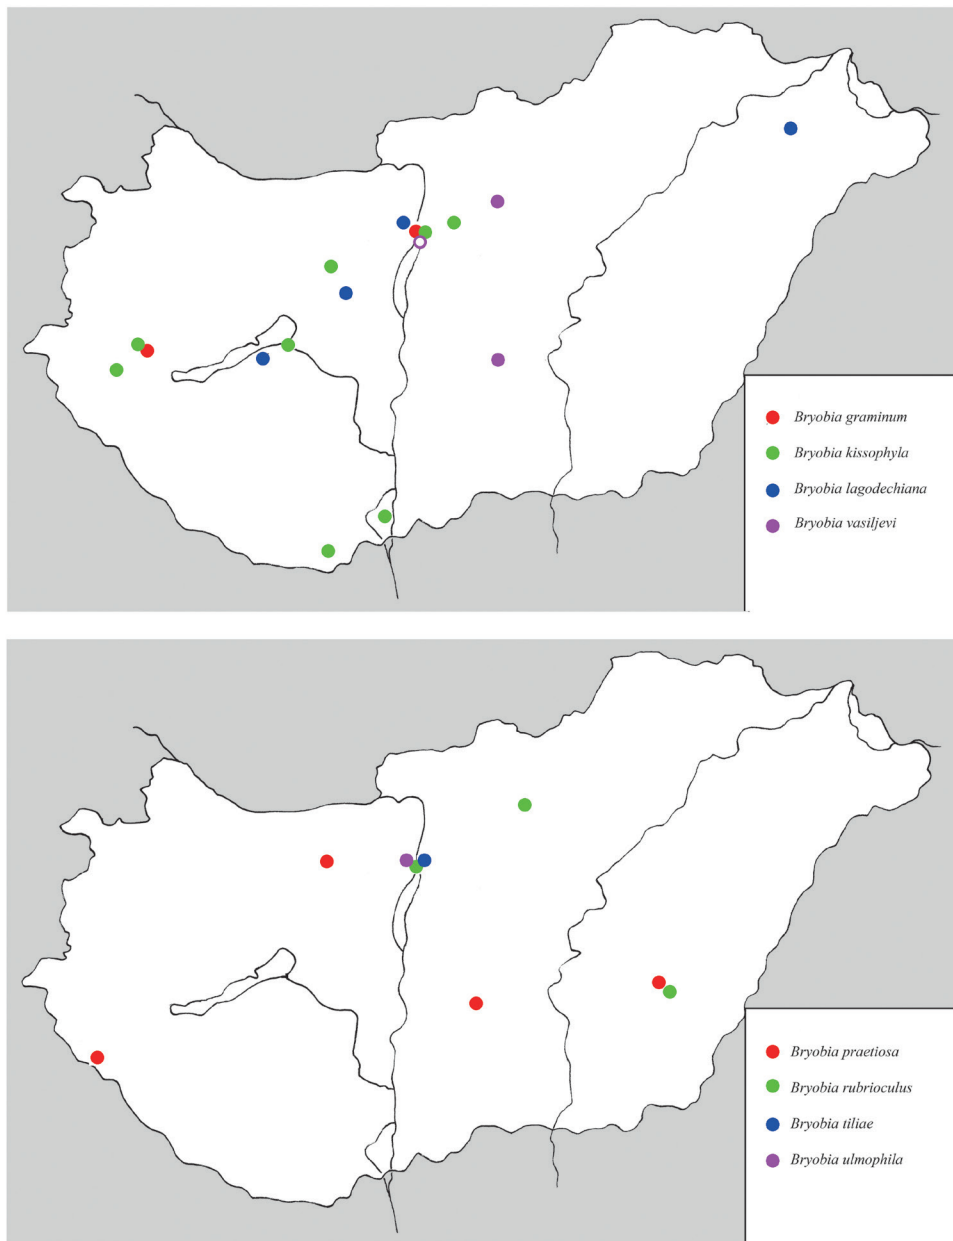 Bryobia graminum
Bryobia kissophyla
Bryobia lagodechiana
Bryobia vasiljevi
Bryobia praetiosa
Bryobia rubrioculus
Bryobia tiliae
Bryobia ulmophila